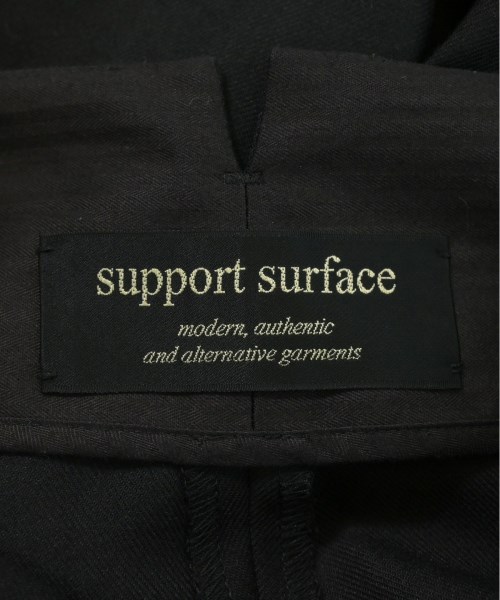 support surface
modern, authentic
and alternative garments